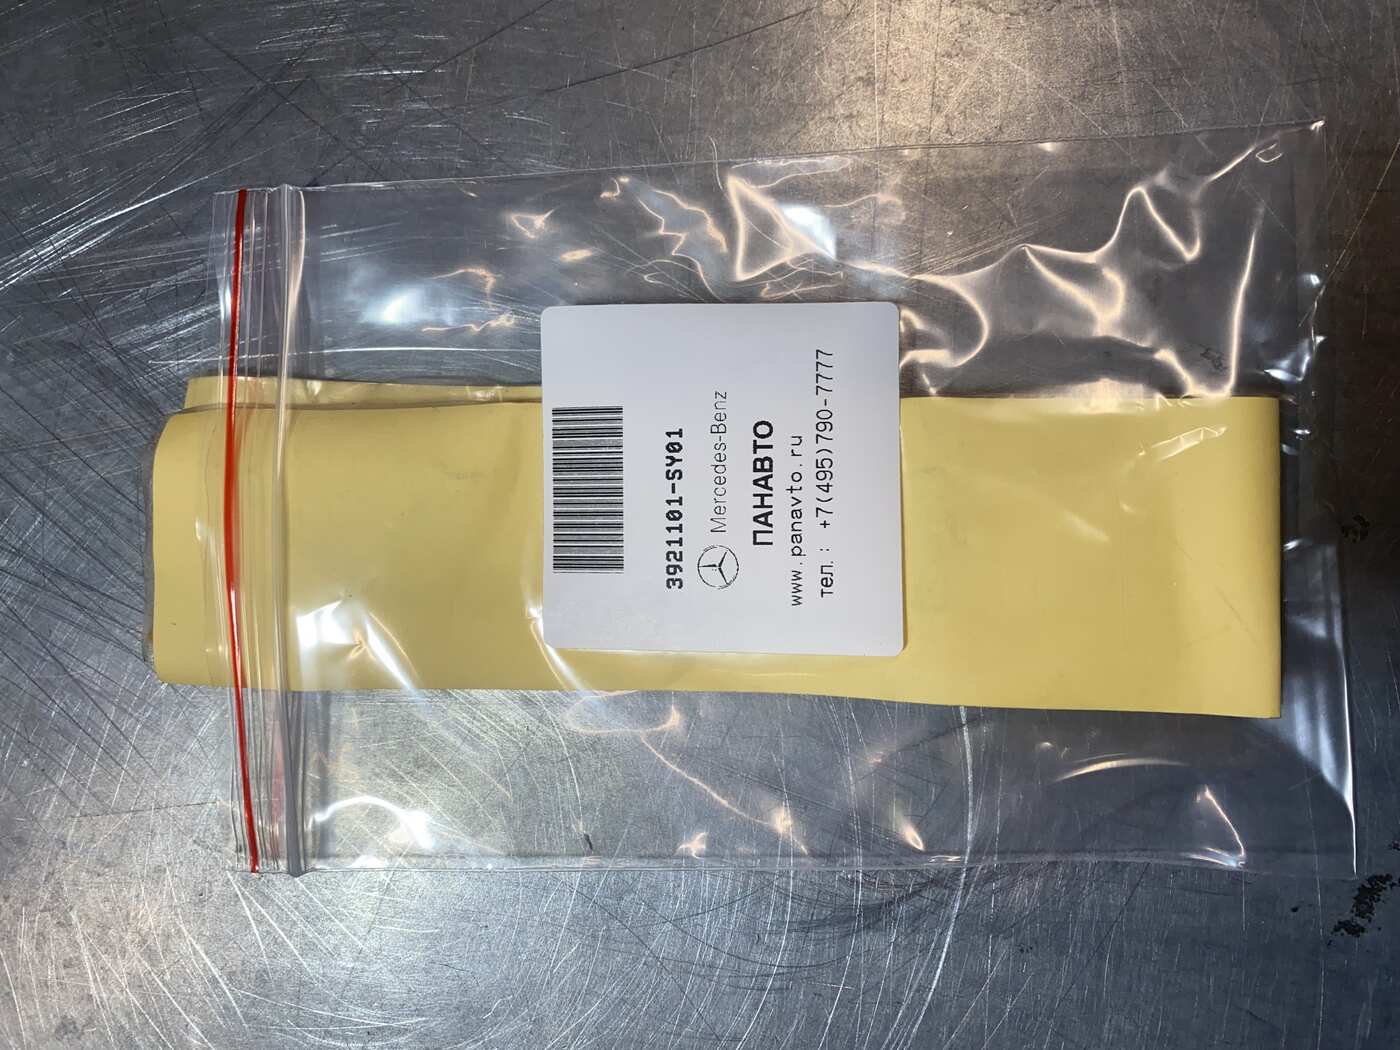 3921101-SY01
Mercedes-Benz
ПАНАВТО
www.panavto.ru
тел.: +7(495)790-7777